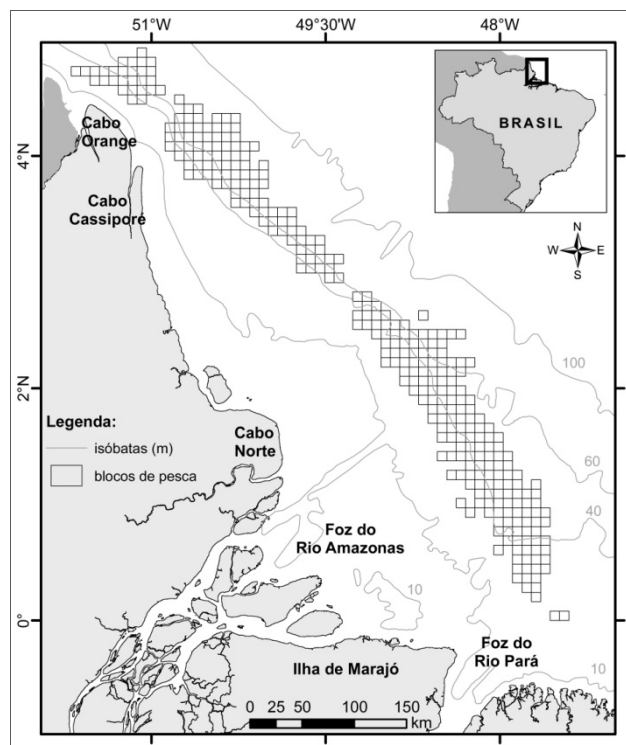 51°W
49°30'W
48°W
4°N
2°N
0°
Cabo
Orange
Cabo
Cassiporé
BRASIL
N
W E
S
100
60
40
Legenda:
isóbatas (m)
blocos de pesca
Cabo
Norte
Foz do
Rio Amazonas
10
Foz do
Rio Pará
10
Ilha de Marajó
0 25 50 100 150
km